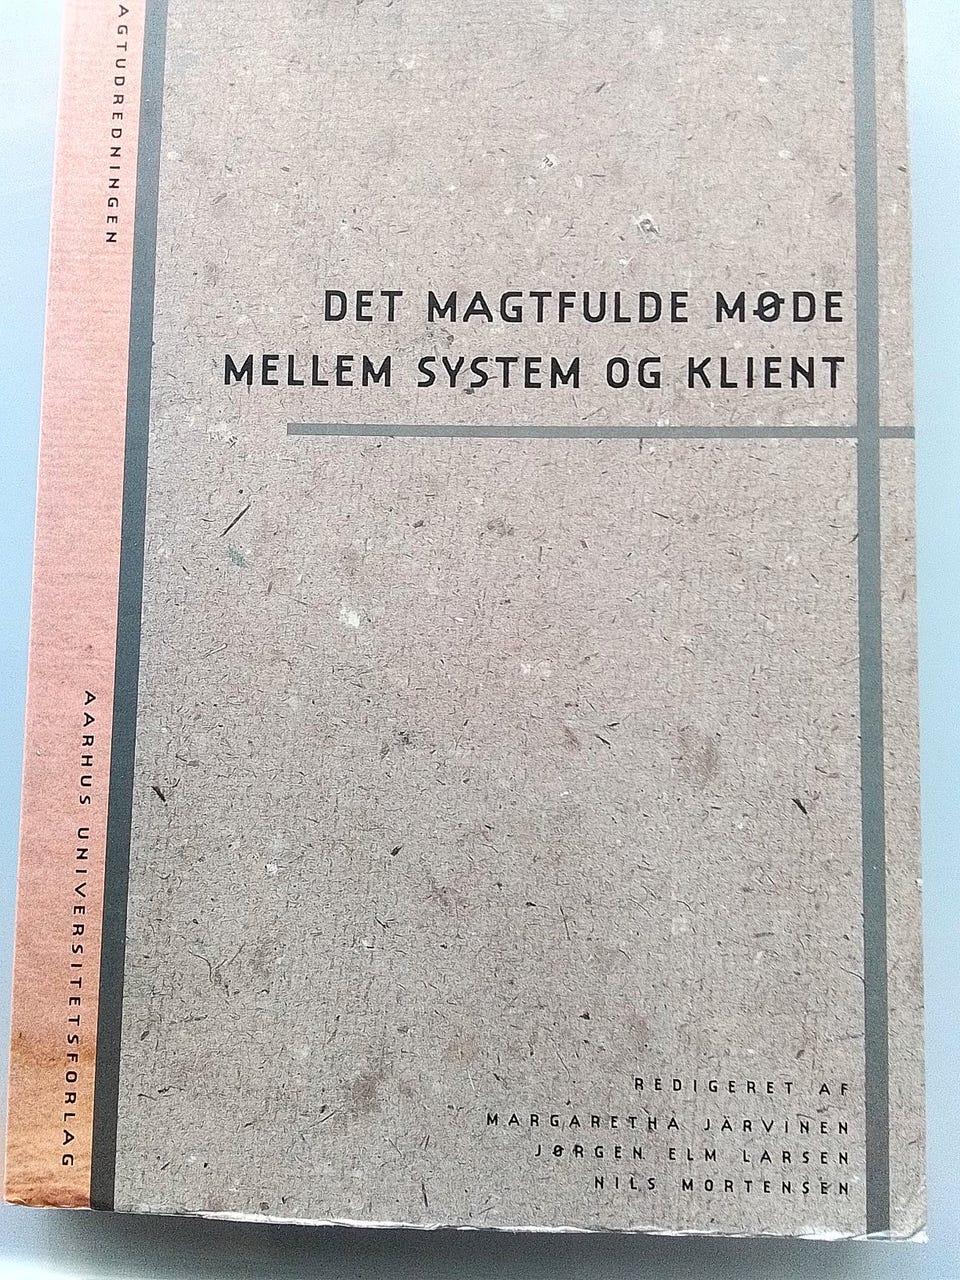 AGTUDREDNINGEN
DET MAGTFULDE MØDE
MELLEM SYSTEM OG KLIENT
AARHUS UNIVERSITETSFORLAG
REDIGERET AF
MARGARETHA JÄRVINEN
JØRGEN ELM LARSEN
NILS MORTENSEN